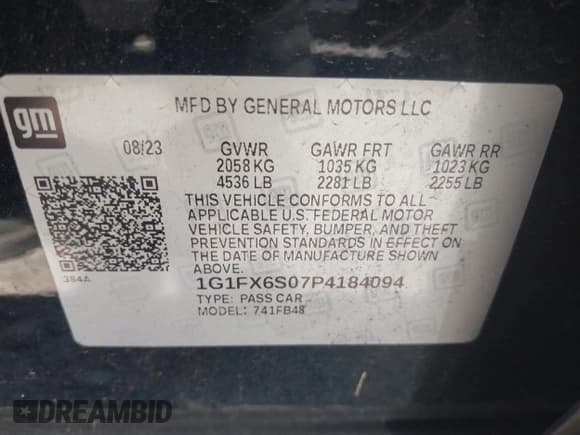 gm
MFD BY GENERAL MOTORS LLC
08/23 GVWR GAWR FRT GAWR RR
2058 KG 1035 KG 1023 KG
4536 LB 2281 LB 2255 LB
THIS VEHICLE CONFORMS TO ALL
APPLICABLE U.S. FEDERAL MOTOR
VEHICLE SAFETY, BUMPER, AND THEFT
PREVENTION STANDARDS IN EFFECT ON
THE DATE OF MANUFACTURE SHOWN
ABOVE.
384A
1G1FX6S07P4184094
TYPE: PASS CAR
MODEL: 741FB48
DREAMBID